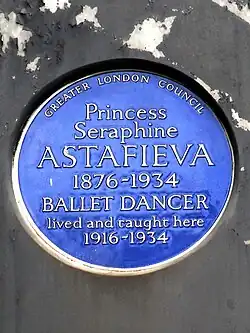 GREATER LONDON COUNCIL
Princess
Seraphine
ASTAFIEVA
1876-1934
BALLET DANCER
lived and taught here
1916-1934